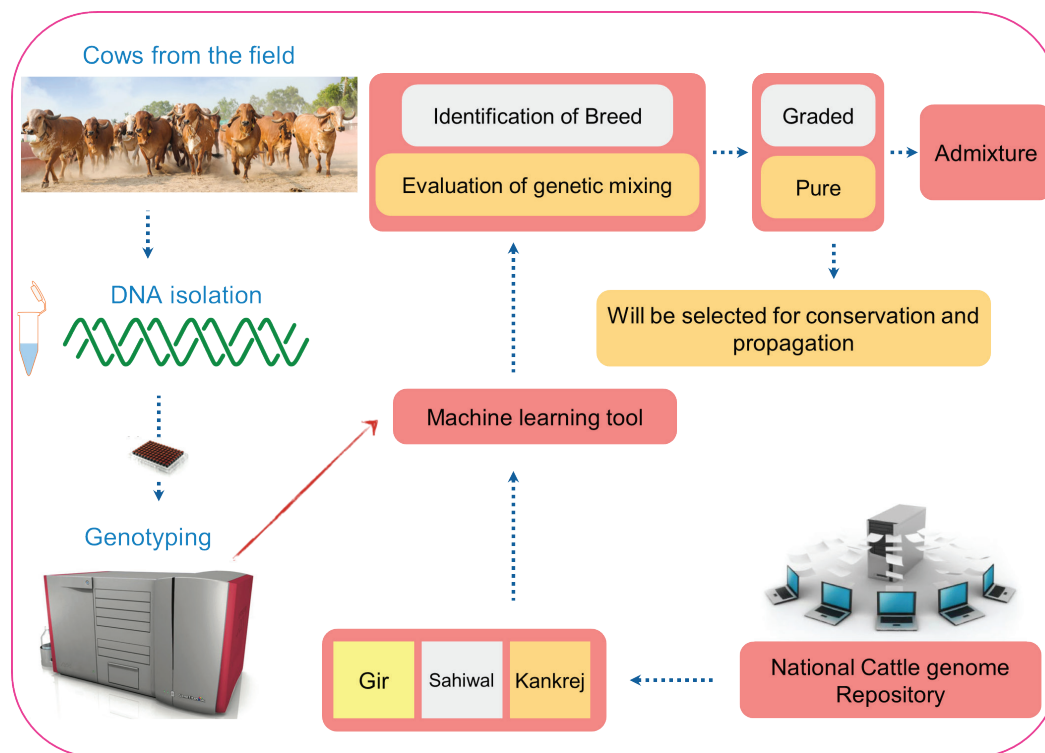 Cows from the field
Identification of Breed
Evaluation of genetic mixing
Graded
Pure
Admixture
DNA isolation
Will be selected for conservation and
propagation
Machine learning tool
Genotyping
Gir
Sahiwal
Kankrej
National Cattle genome
Repository